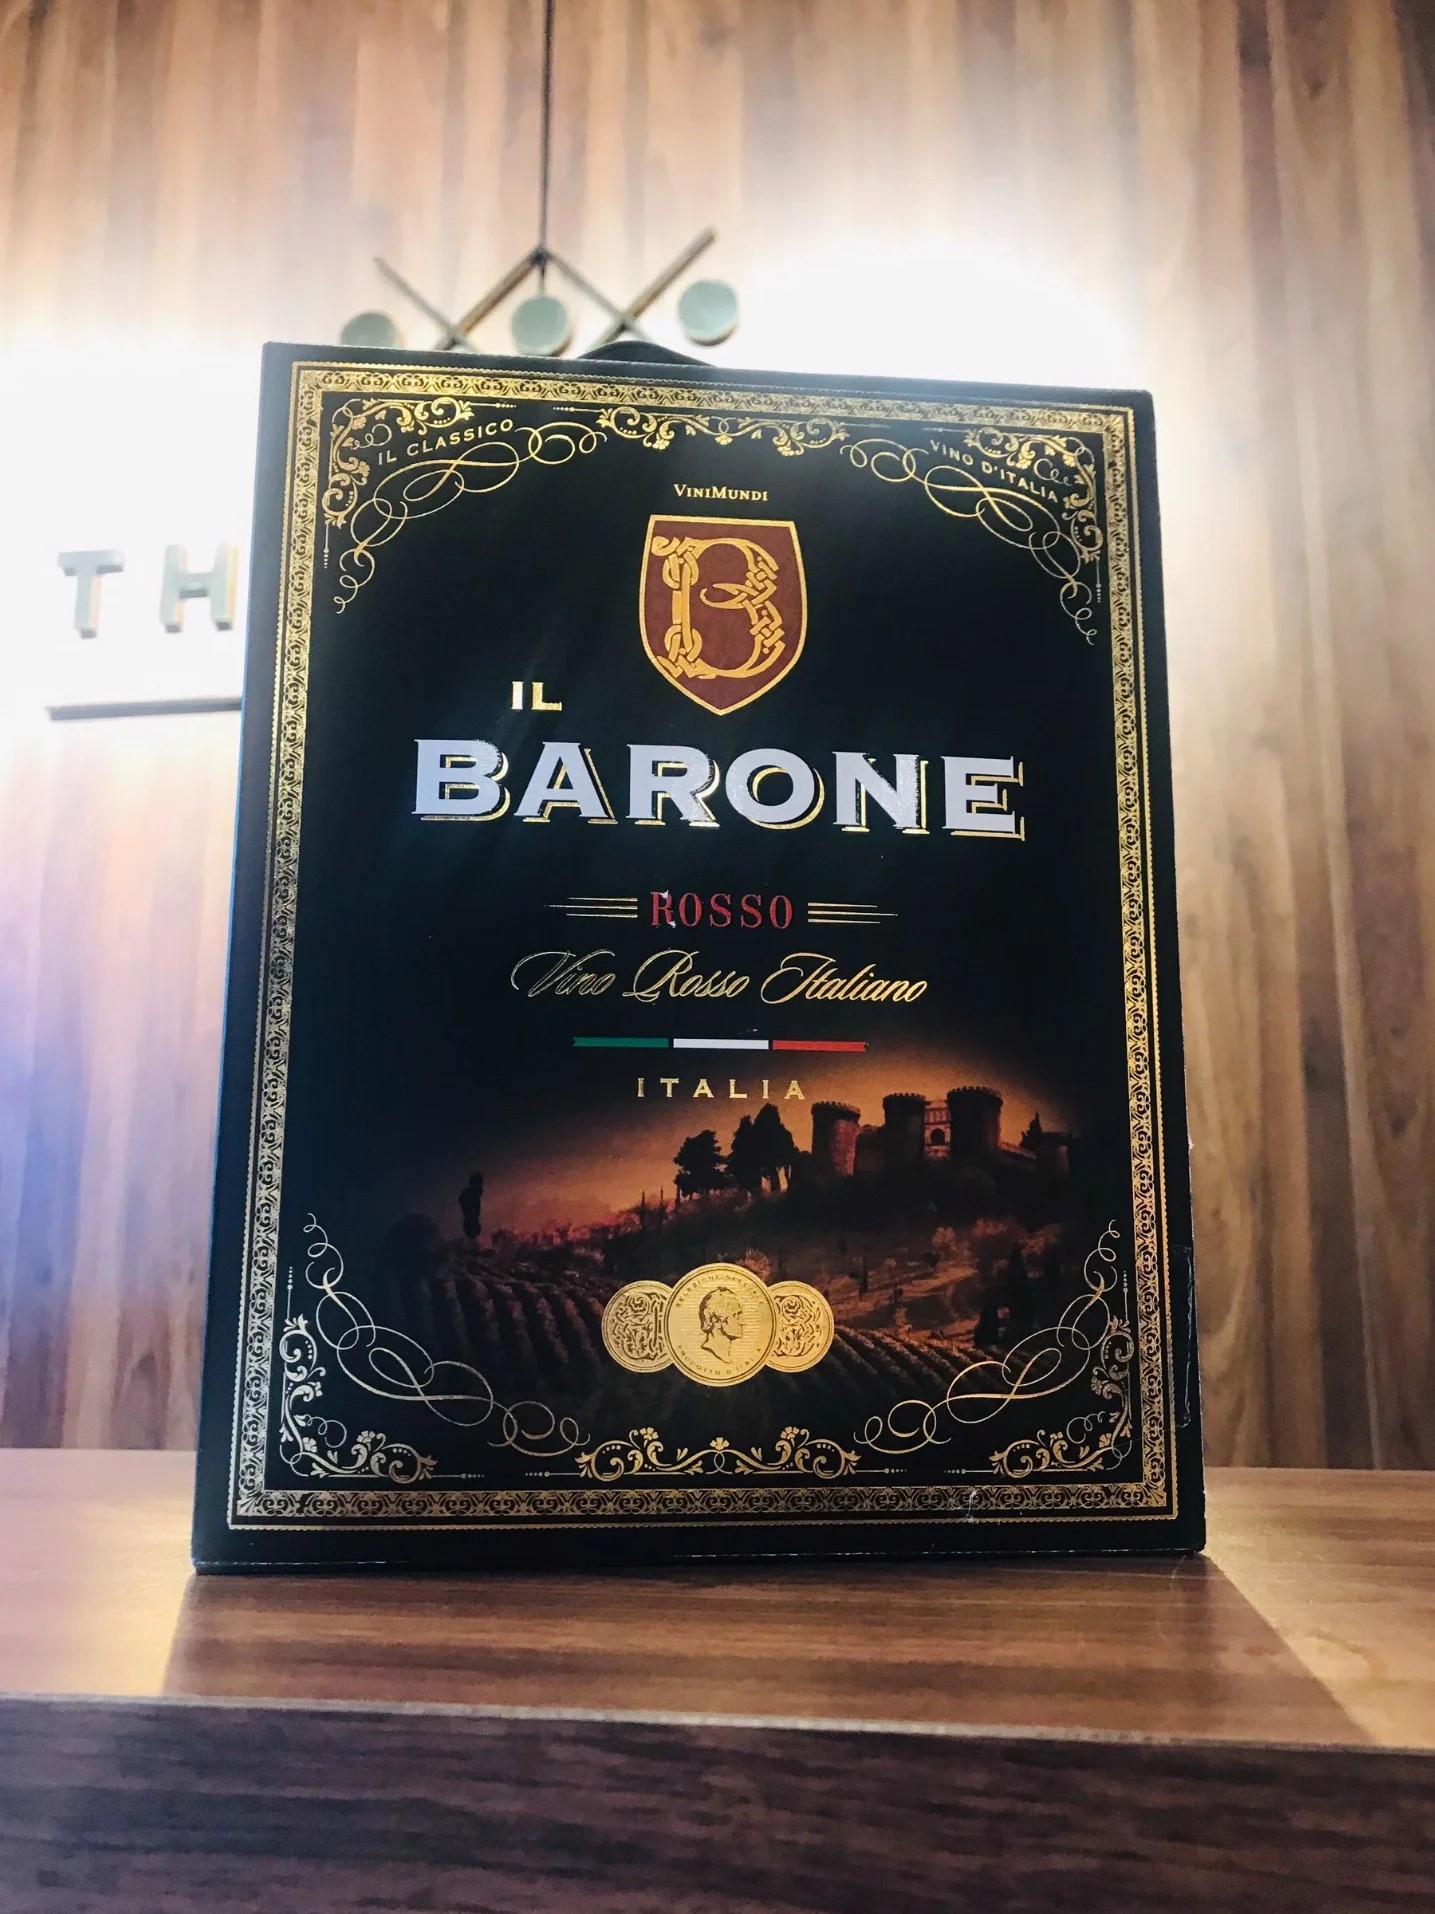 TH
IL CLASSICO
VINO D'ITALIA
VINIMUNDI
B
IL
BARONE
ROSSO
Vino Rosso Italiano
ITALIA